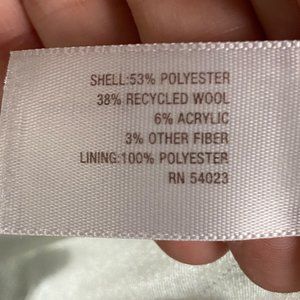 SHELL:53% POLYESTER
38% RECYCLED WOOL
6% ACRYLIC
3% OTHER FIBER
LINING:100% POLYESTER
RN 54023